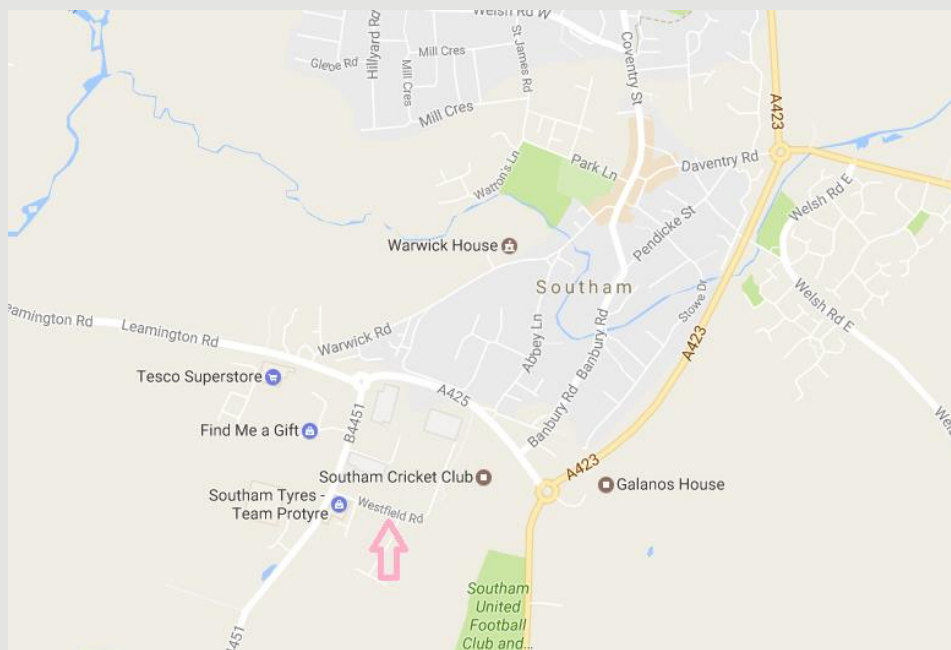 Welsh Rd W
Hillyard Rd
Glebe Rd
Mill Cres
Mill Cres
Mill Cres
St James Rd
Coventry St
A423
Watton's Ln
Park Ln
Daventry Rd
Welsh Rd E
Pendicke St
Warwick House
Southam
Stowe Dr
Welsh Rd E
eamington Rd
Leamington Rd
Warwick Rd
Abbey Ln
Banbury Rd
A423
Tesco Superstore
A425
Banbury Rd
Find Me a Gift
B4451
Southam Cricket Club
A423
Galanos House
Southam Tyres -
Team Protyre
Westfield Rd
Southam
United
Football
Club and...
4451